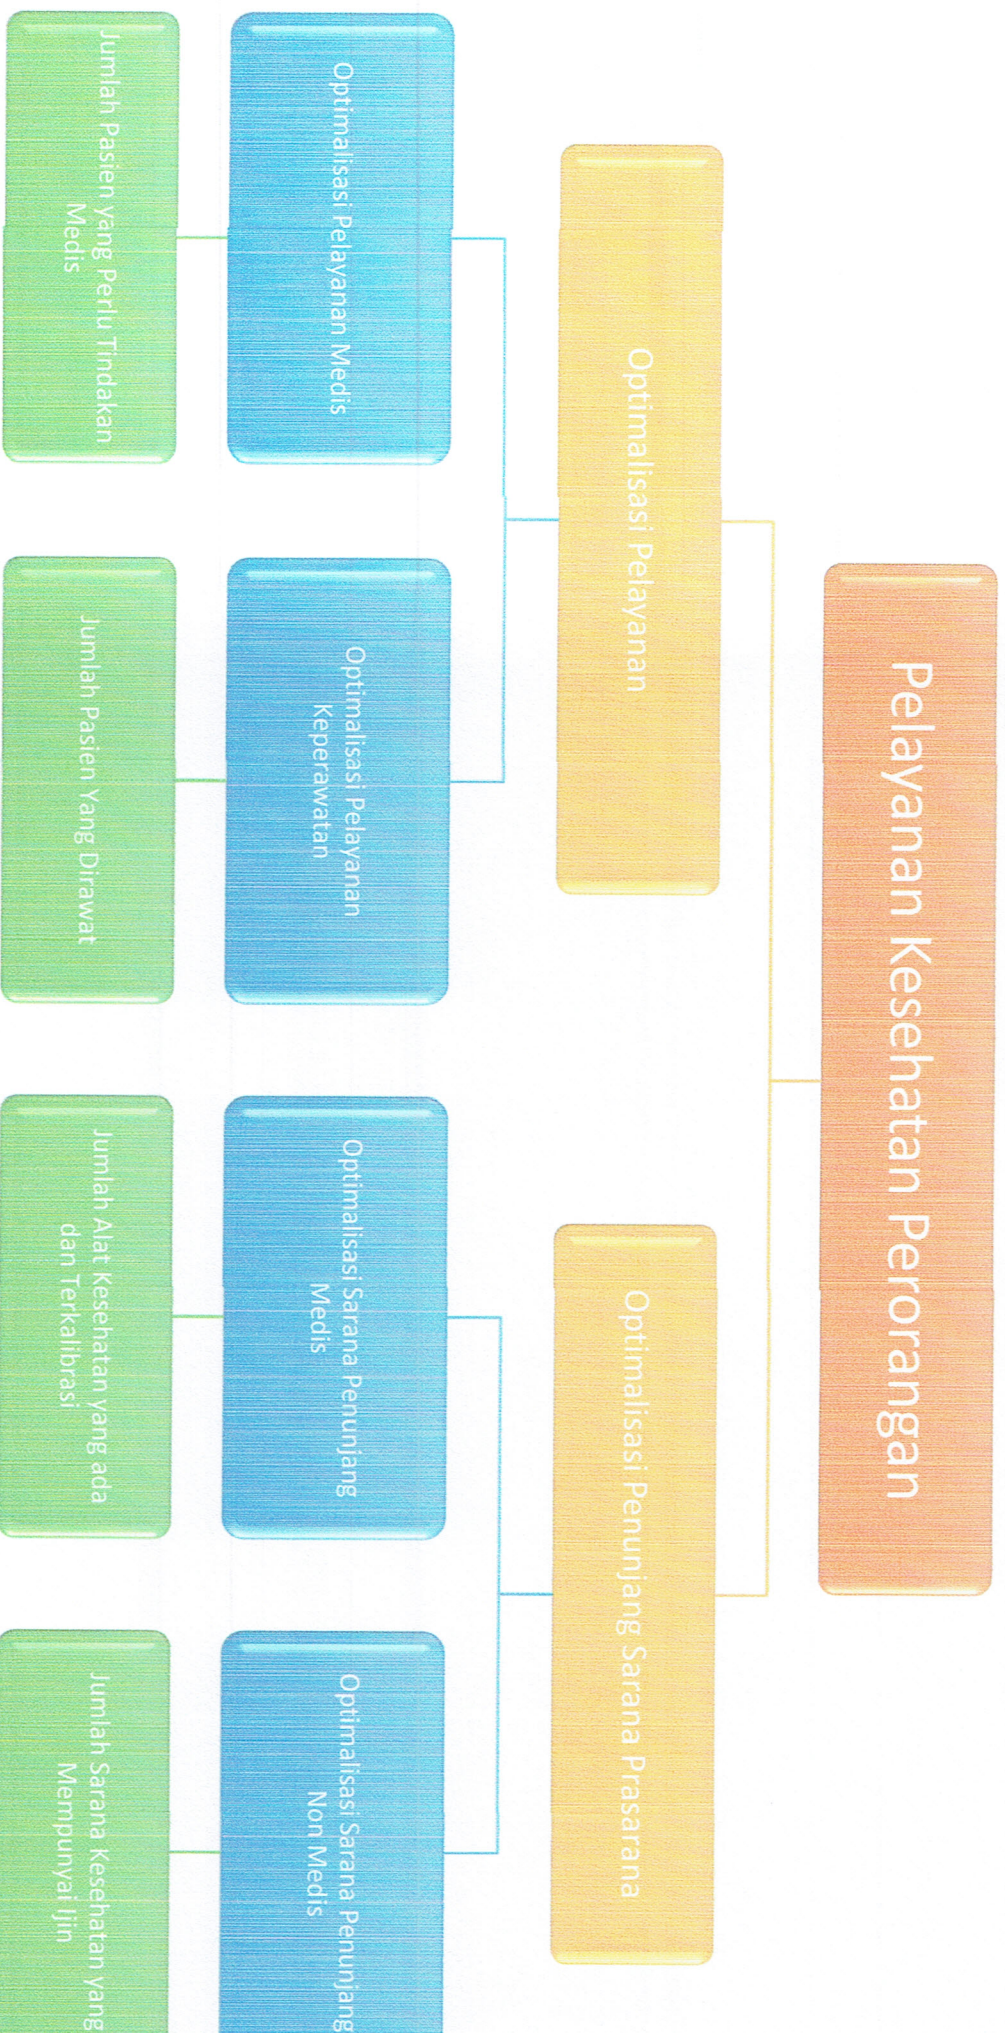 Pelayanan Kesehatan Perorangan
Optimalisasi Pelayanan
Optimalisasi Penunjang Sarana Prasarana
Optimalisasi Pelayanan Medis
Optimalisasi Pelayanan
Keperawatan
Optimalisasi Sarana Penunjang
Medis
Optimalisasi Sarana Penunjang
Non Medis
Jumlah Pasien yang Perlu Tindakan
Medis
Jumlah Pasien Yang Dirawat
Jumlah Alat Kesehatan yang ada
dan Terkalibrasi
Jumlah Sarana Kesehatan yang
Mempunyai Ijin